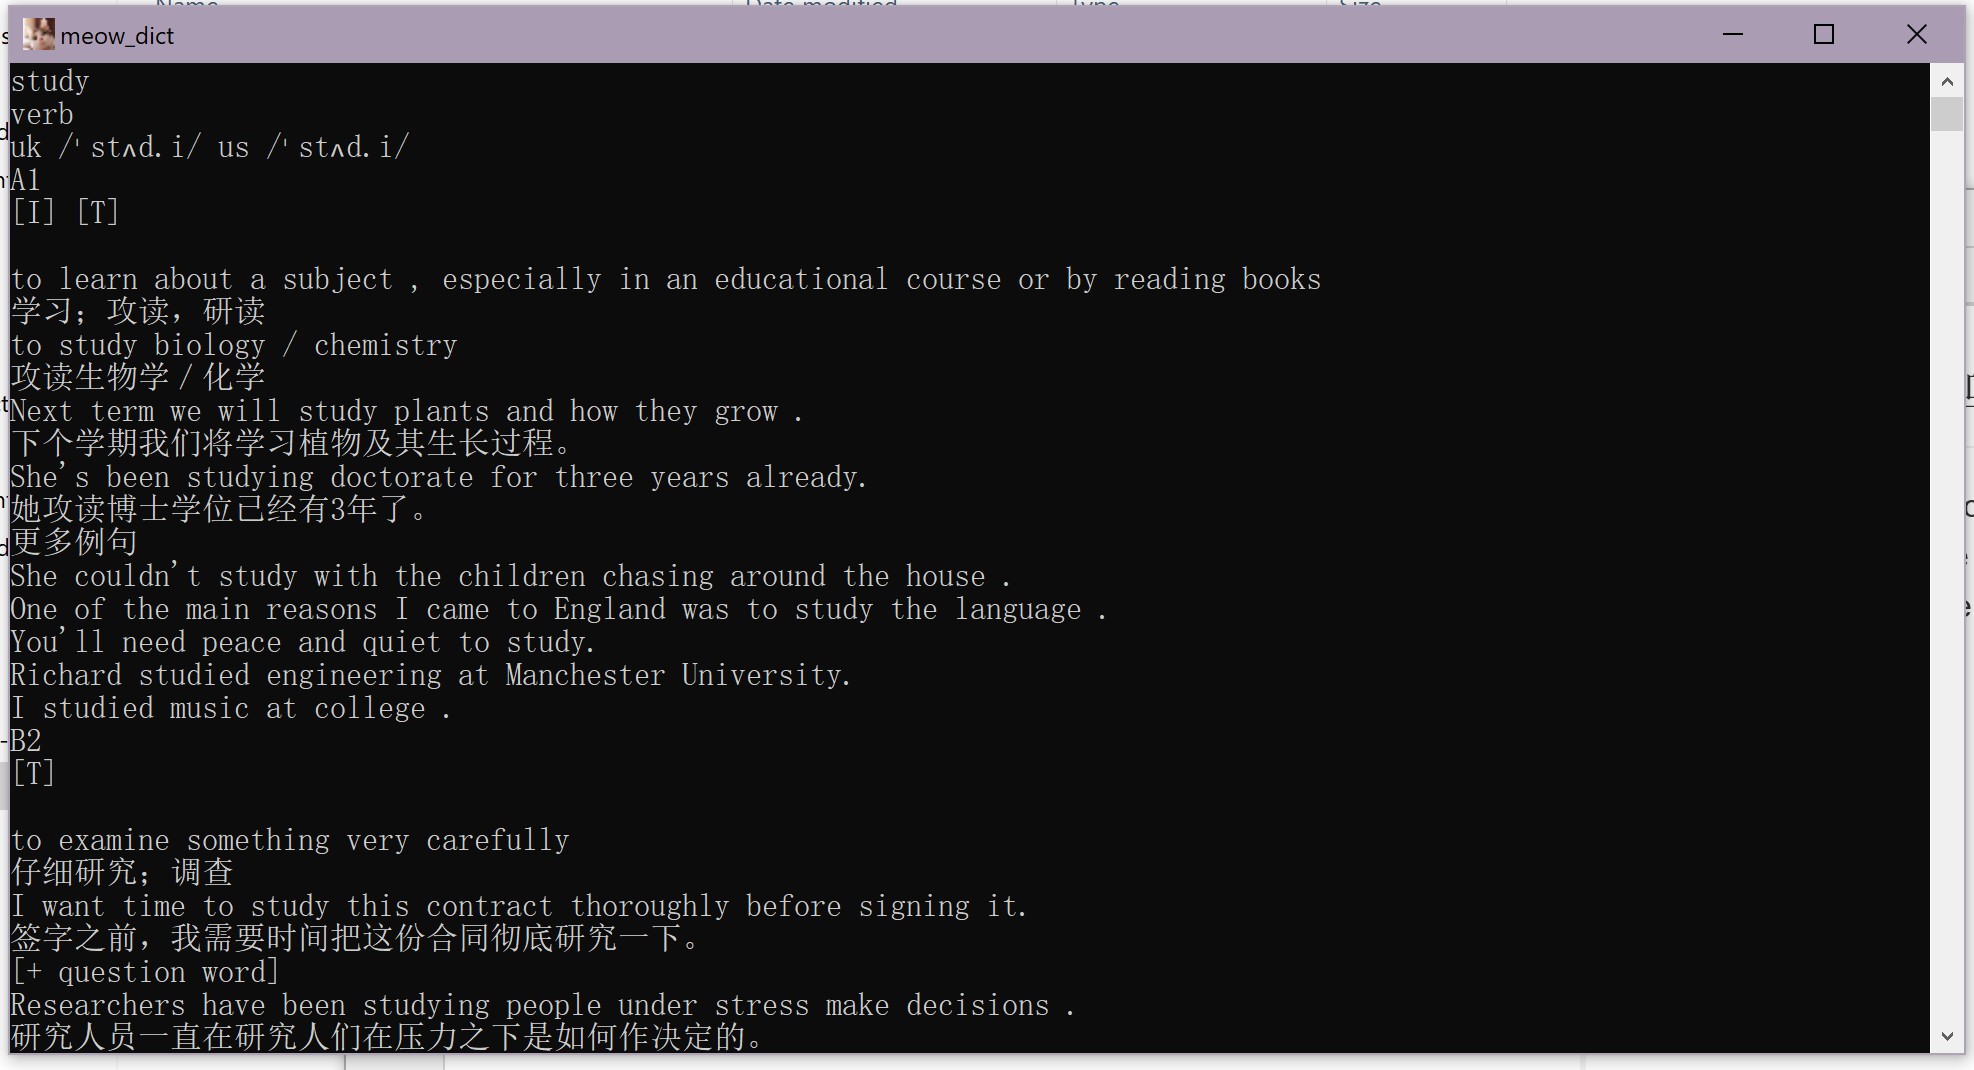 Name Date modified Type Size
meow_dict
study
verb
uk /ˈstʌd.i/ us /ˈstʌd.i/
A1
[I] [T]
to learn about a subject , especially in an educational course or by reading books
学习；攻读，研读
to study biology / chemistry
攻读生物学／化学
Next term we will study plants and how they grow .
下个学期我们将学习植物及其生长过程。
She's been studying doctorate for three years already.
她攻读博士学位已经有3年了。
更多例句
She couldn't study with the children chasing around the house .
One of the main reasons I came to England was to study the language .
You'll need peace and quiet to study.
Richard studied engineering at Manchester University.
I studied music at college .
B2
[T]
to examine something very carefully
仔细研究；调查
I want time to study this contract thoroughly before signing it.
签字之前，我需要时间把这份合同彻底研究一下。
[+ question word]
Researchers have been studying people under stress make decisions .
研究人员一直在研究人们在压力之下是如何作决定的。